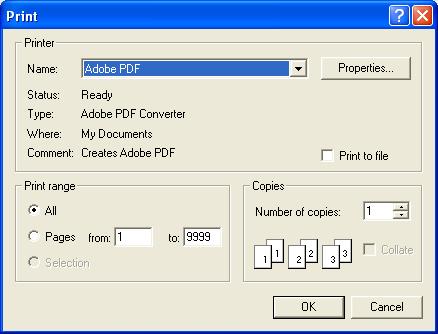 Print
Printer
Name: Adobe PDF Properties...
Status: Ready
Type: Adobe PDF Converter
Where: My Documents
Comment: Creates Adobe PDF Print to file
Print range
All
Pages from: 1 to: 9999
Selection
Copies
Number of copies: 1
1 1 2 2 3 3 Collate
OK Cancel